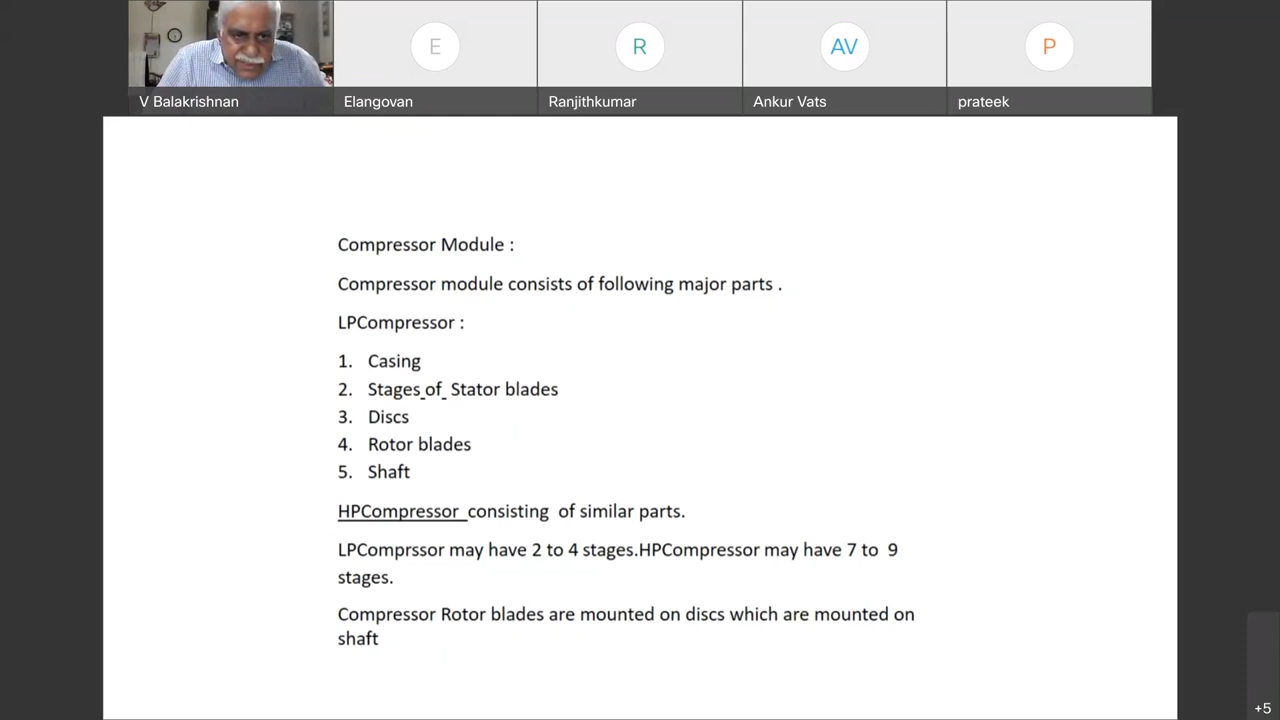 E
R
AV
P
V Balakrishnan
Elangovan
Ranjithkumar
Ankur Vats
prateek
Compressor Module :
Compressor module consists of following major parts .
LPCompressor :
1. Casing
2. Stages of Stator blades
3. Discs
4. Rotor blades
5. Shaft
HPCompressor consisting of similar parts.
LPComprssor may have 2 to 4 stages.HPCompressor may have 7 to 9
stages.
Compressor Rotor blades are mounted on discs which are mounted on
shaft
+5